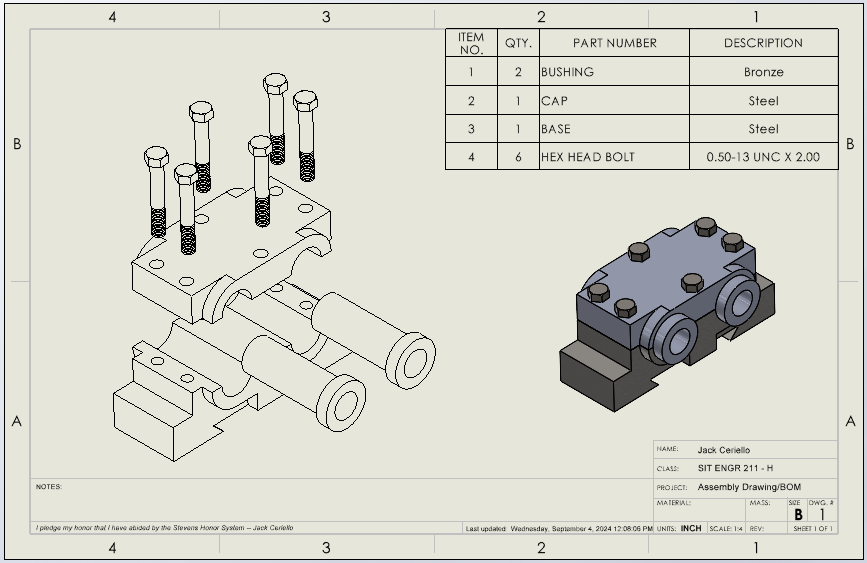 4 3 2 1
B B
A A
ITEM NO. QTY. PART NUMBER DESCRIPTION
1 2 BUSHING Bronze
2 1 CAP Steel
3 1 BASE Steel
4 6 HEX HEAD BOLT 0.50-13 UNC X 2.00
NAME: Jack Ceriello
CLASS: SIT ENGR 211 - H
PROJECT: Assembly Drawing/BOM
MATERIAL: MASS: SIZE B DWG. # 1
NOTES:
I pledge my honor that I have abided by the Stevens Honor System -- Jack Ceriello
Last updated: Wednesday, September 4, 2024 12:08:06 PM
UNITS: INCH SCALE: 1:4 REV: SHEET 1 OF 1
4 3 2 1